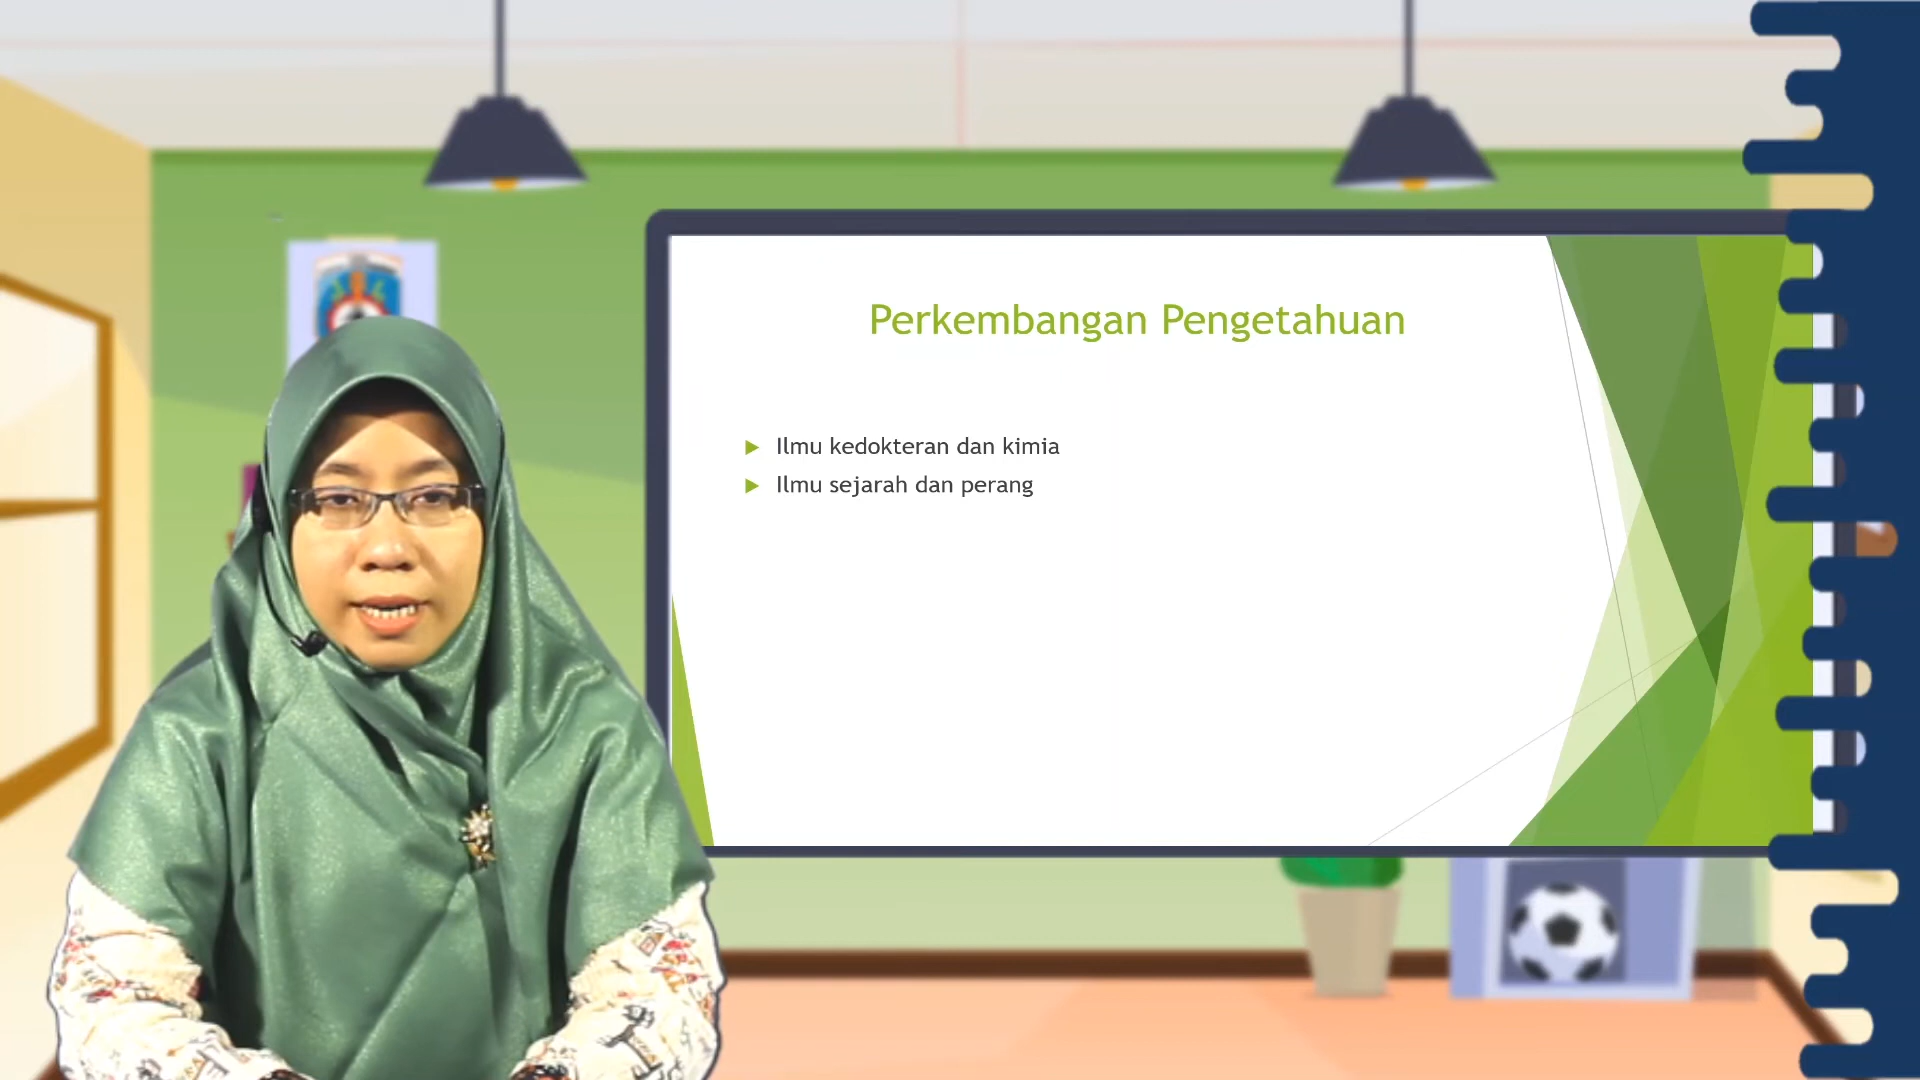 Perkembangan Pengetahuan
Ilmu kedokteran dan kimia
Ilmu sejarah dan perang